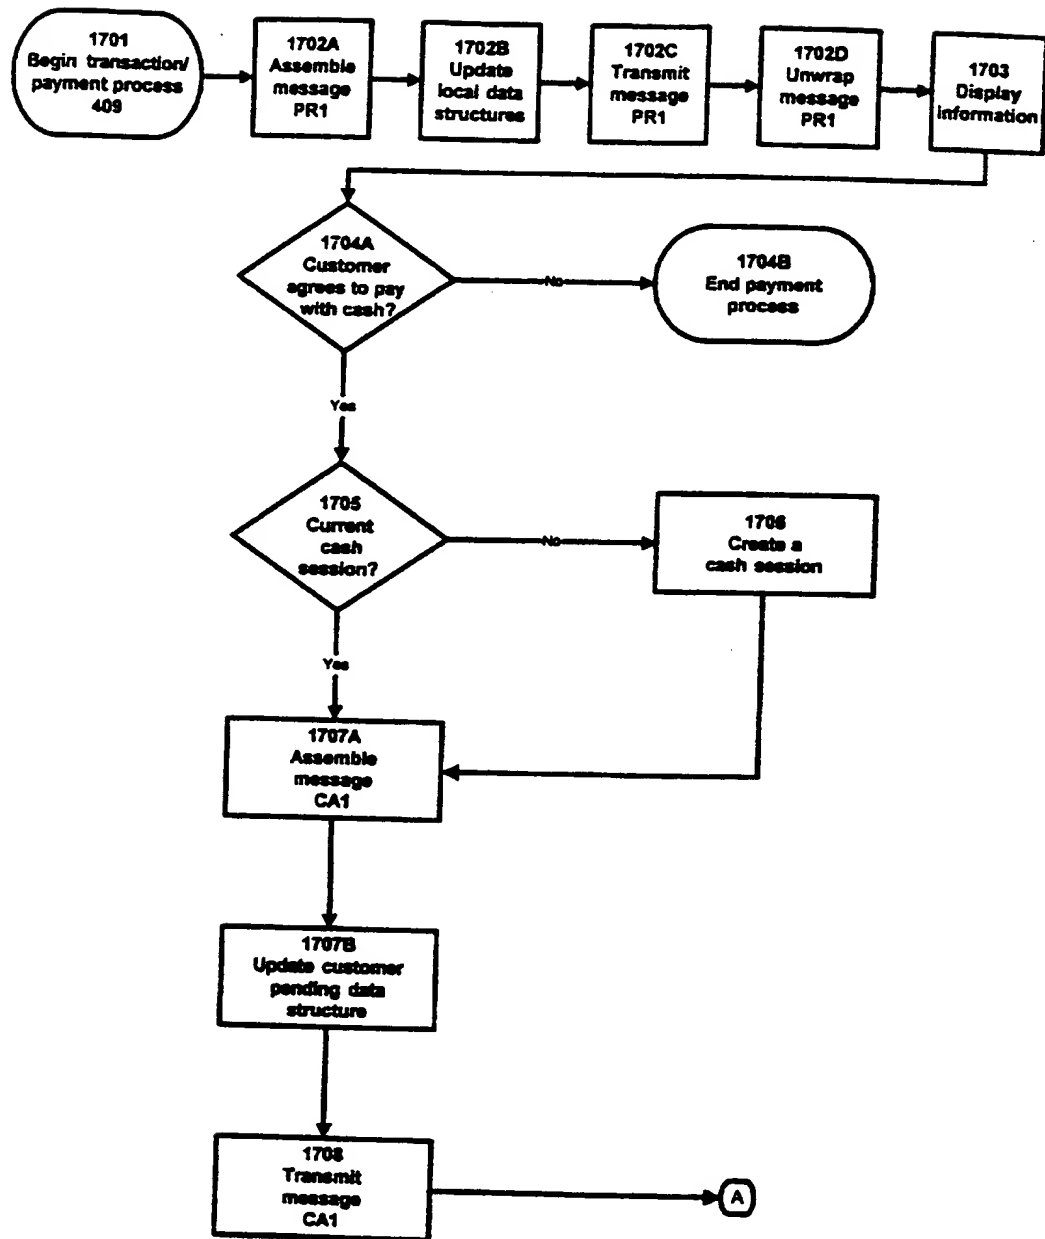 1701
Begin transaction/
payment process
409
1702A
Assemble
message
PR1
1702B
Update
local data
structures
1702C
Transmit
message
PR1
1702D
Unwrap
message
PR1
1703
Display
information
1704A
Customer
agrees to pay
with cash?
No
1704B
End payment
process
Yes
1705
Current
cash
session?
No
1706
Create a
cash session
Yes
1707A
Assemble
message
CA1
1707B
Update customer
pending data
structure
1708
Transmit
message
CA1
A